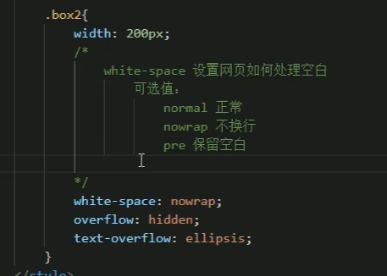 .box2{
width: 200px;
/*
white-space 设置网页如何处理空白
可选值：
normal 正常
nowrap 不换行
pre 保留空白
*/
white-space: nowrap;
overflow: hidden;
text-overflow: ellipsis;
}
</style>